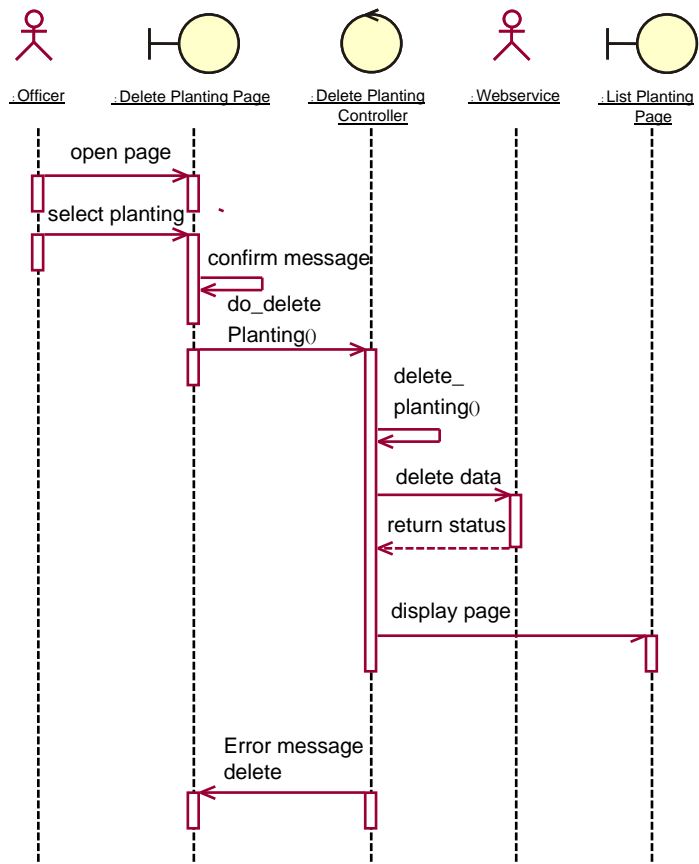 : Officer
: Delete Planting Page
: Delete Planting
Controller
: Webservice
: List Planting
Page
open page
select planting
confirm message
do_delete
Planting()
delete_
planting()
delete data
return status
display page
Error message
delete